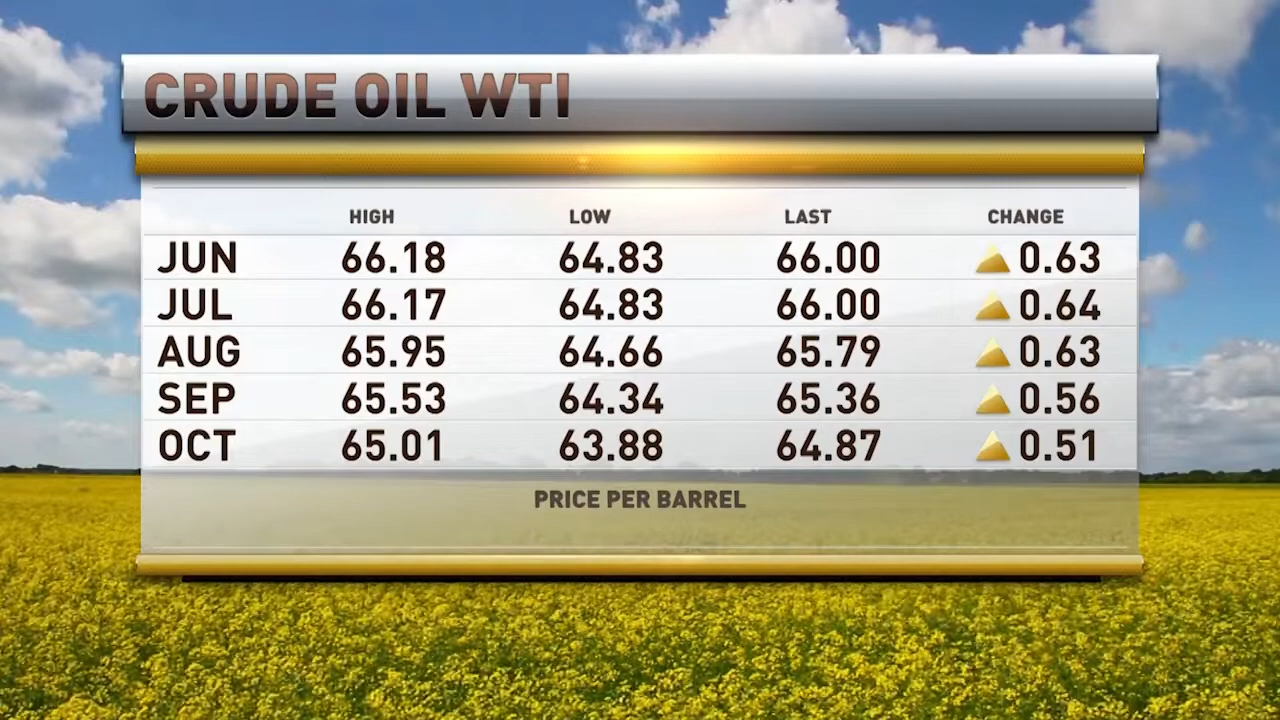 CRUDE OIL WTI
HIGH LOW LAST CHANGE
JUN 66.18 64.83 66.00 0.63
JUL 66.17 64.83 66.00 0.64
AUG 65.95 64.66 65.79 0.63
SEP 65.53 64.34 65.36 0.56
OCT 65.01 63.88 64.87 0.51
PRICE PER BARREL